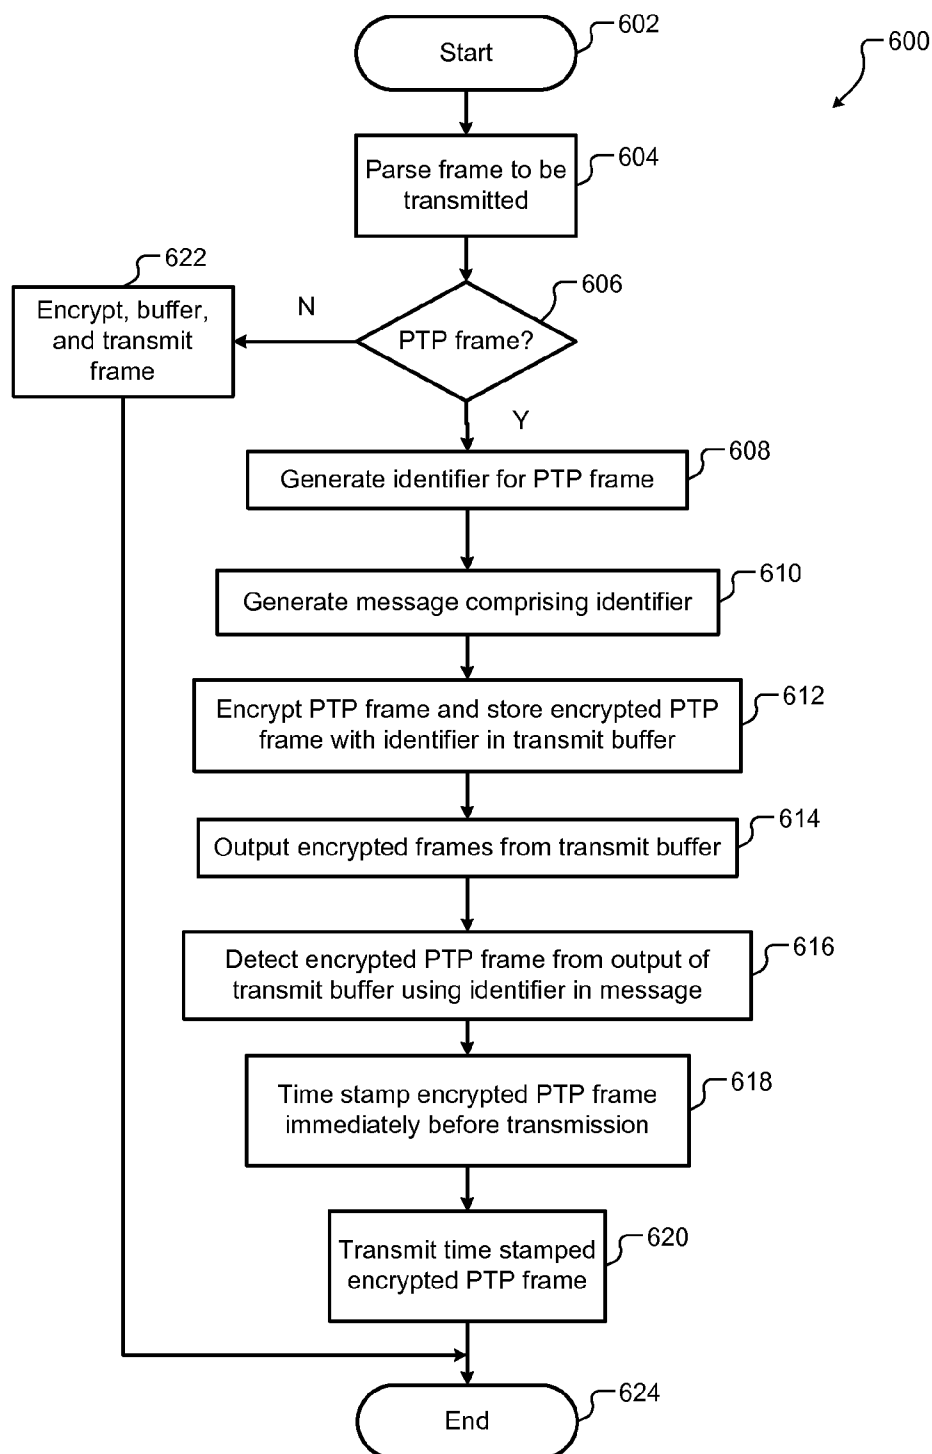 602
Start
600
604
Parse frame to be
transmitted
622
606
Encrypt, buffer,
and transmit
frame
N
PTP frame?
Y
608
Generate identifier for PTP frame
610
Generate message comprising identifier
612
Encrypt PTP frame and store encrypted PTP
frame with identifier in transmit buffer
614
Output encrypted frames from transmit buffer
616
Detect encrypted PTP frame from output of
transmit buffer using identifier in message
618
Time stamp encrypted PTP frame
immediately before transmission
620
Transmit time stamped
encrypted PTP frame
624
End